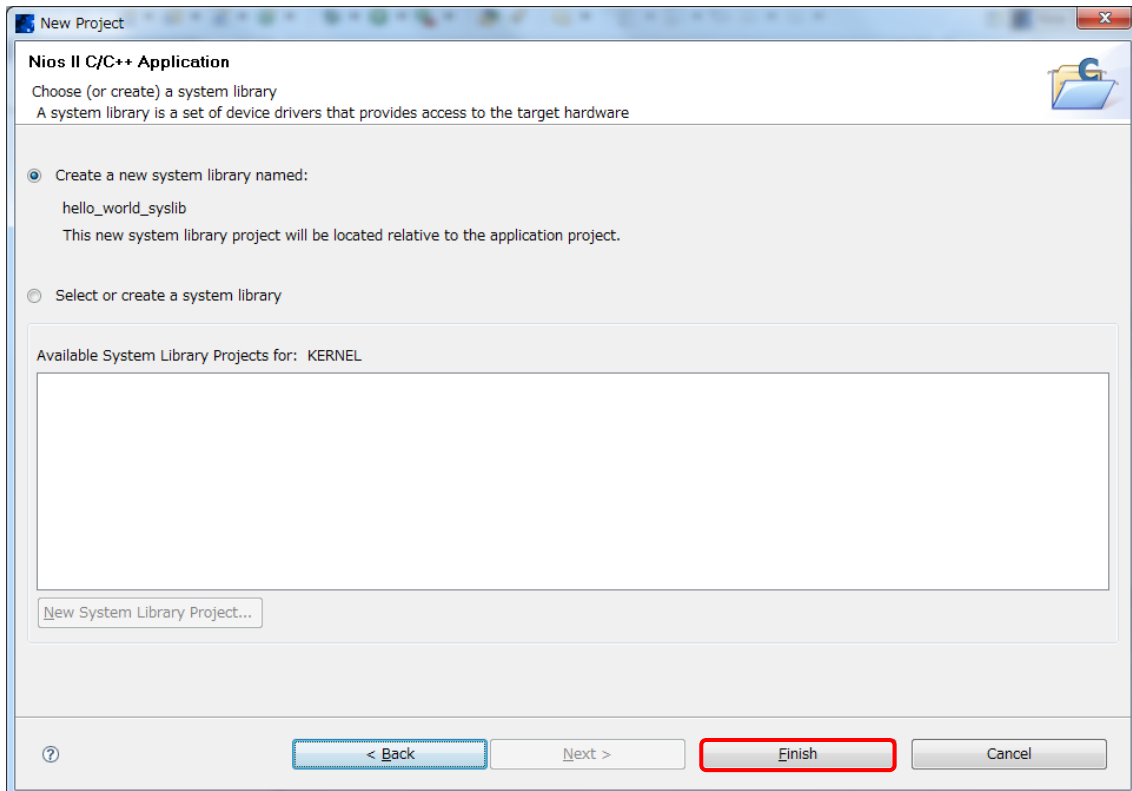 New Project
Nios II C/C++ Application
Choose (or create) a system library
A system library is a set of device drivers that provides access to the target hardware
Create a new system library named:
hello_world_syslib
This new system library project will be located relative to the application project.
Select or create a system library
Available System Library Projects for: KERNEL
New System Library Project...
< Back
Next >
Finish
Cancel